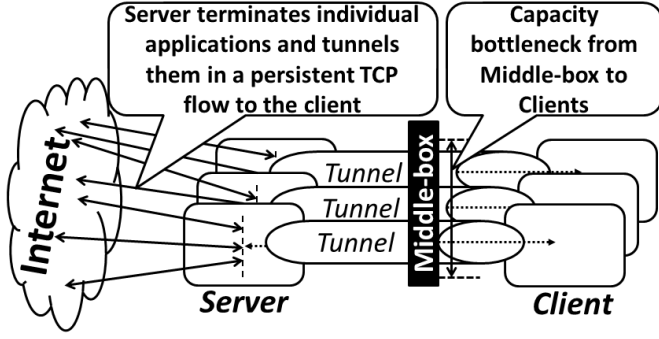 Server terminates individual
applications and tunnels
them in a persistent TCP
flow to the client
Capacity
bottleneck from
Middle-box to
Clients
Internet
Tunnel
Tunnel
Tunnel
Middle-box
Server
Client